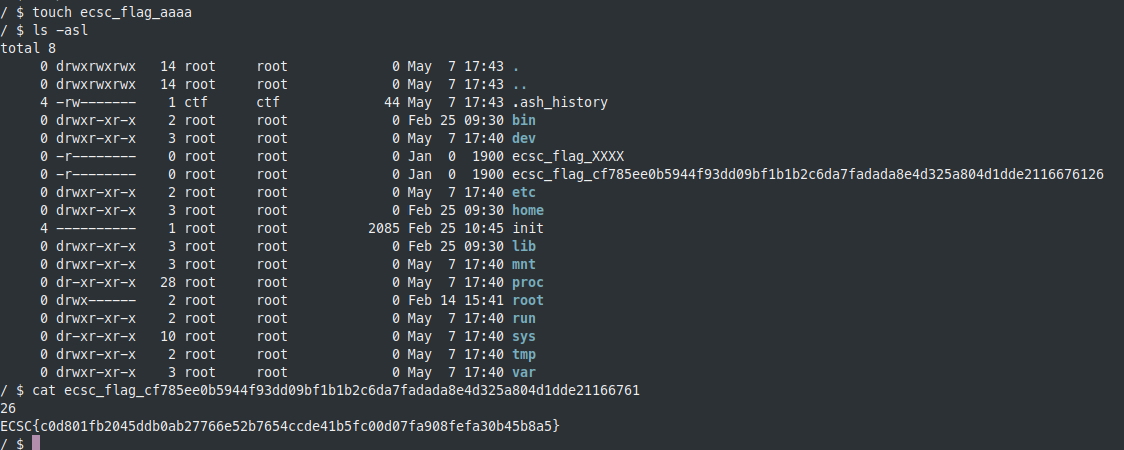 / $ touch ecsc_flag_aaaa
/ $ ls -asl
total 8
     0 drwxrwxrwx   14 root     root             0 May  7 17:43 .
     0 drwxrwxrwx   14 root     root             0 May  7 17:43 ..
     4 -rw-------    1 ctf      ctf             44 May  7 17:43 .ash_history
     0 drwxr-xr-x    2 root     root             0 Feb 25 09:30 bin
     0 drwxr-xr-x    3 root     root             0 May  7 17:40 dev
     0 -r--------    0 root     root             0 Jan  0  1900 ecsc_flag_XXXX
     0 -r--------    0 root     root             0 Jan  0  1900 ecsc_flag_cf785ee0b5944f93dd09bf1b1b2c6da7fadada8e4d325a804d1dde2116676126
     0 drwxr-xr-x    2 root     root             0 May  7 17:40 etc
     0 drwxr-xr-x    3 root     root             0 Feb 25 09:30 home
     4 ----------    1 root     root          2085 Feb 25 10:45 init
     0 drwxr-xr-x    3 root     root             0 Feb 25 09:30 lib
     0 drwxr-xr-x    3 root     root             0 May  7 17:40 mnt
     0 dr-xr-xr-x   28 root     root             0 May  7 17:40 proc
     0 drwx------    2 root     root             0 Feb 14 15:41 root
     0 drwxr-xr-x    2 root     root             0 May  7 17:40 run
     0 dr-xr-xr-x   10 root     root             0 May  7 17:40 sys
     0 drwxr-xr-x    2 root     root             0 May  7 17:40 tmp
     0 drwxr-xr-x    3 root     root             0 May  7 17:40 var
/ $ cat ecsc_flag_cf785ee0b5944f93dd09bf1b1b2c6da7fadada8e4d325a804d1dde21166761
26
ECSC{c0d801fb2045ddb0ab27766e52b7654ccde41b5fc00d07fa908fefa30b45b8a5}
/ $